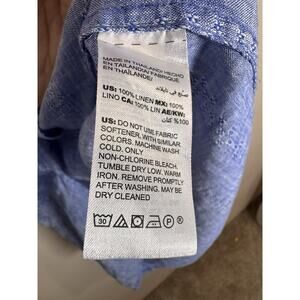 MADE IN THAILAND/ HECHO
EN TAILANDIA/ FABRIQUÉ
EN THAÏLANDE/
صنع في تايلاند
US: 100% LINEN MX: 100%
LINO CA: 100% LIN AE/KW:
100% كتان
US: DO NOT USE FABRIC
SOFTENER. WITH SIMILAR
COLORS. MACHINE WASH
COLD. ONLY
NON-CHLORINE BLEACH.
TUMBLE DRY LOW. WARM
IRON. REMOVE PROMPTLY
AFTER WASHING. MAY BE
DRY CLEANED.
30
P
®